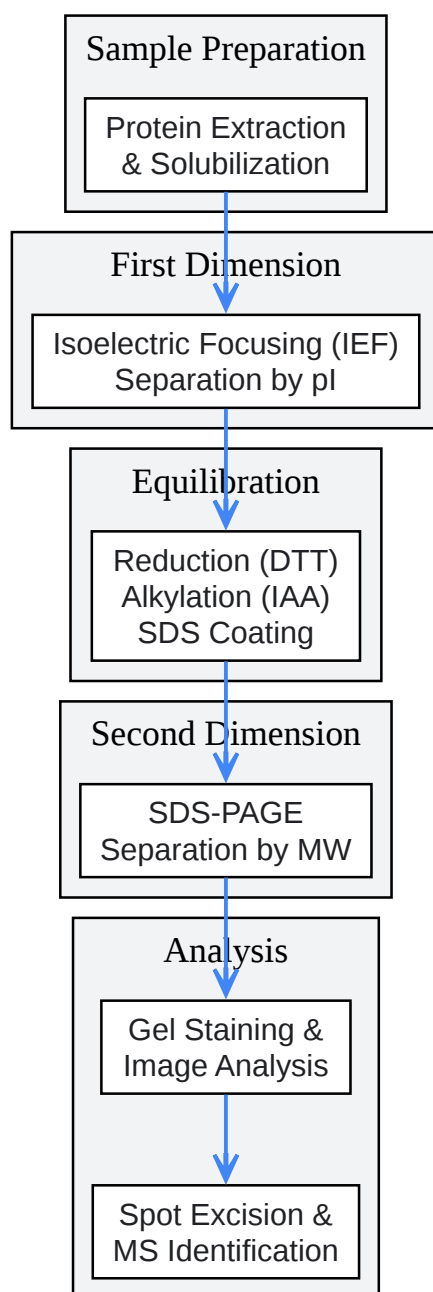 Sample Preparation
Protein Extraction
& Solubilization
First Dimension
Isoelectric Focusing (IEF)
Separation by pI
Equilibration
Reduction (DTT)
Alkylation (IAA)
SDS Coating
Second Dimension
SDS-PAGE
Separation by MW
Analysis
Gel Staining &
Image Analysis
Spot Excision &
MS Identification